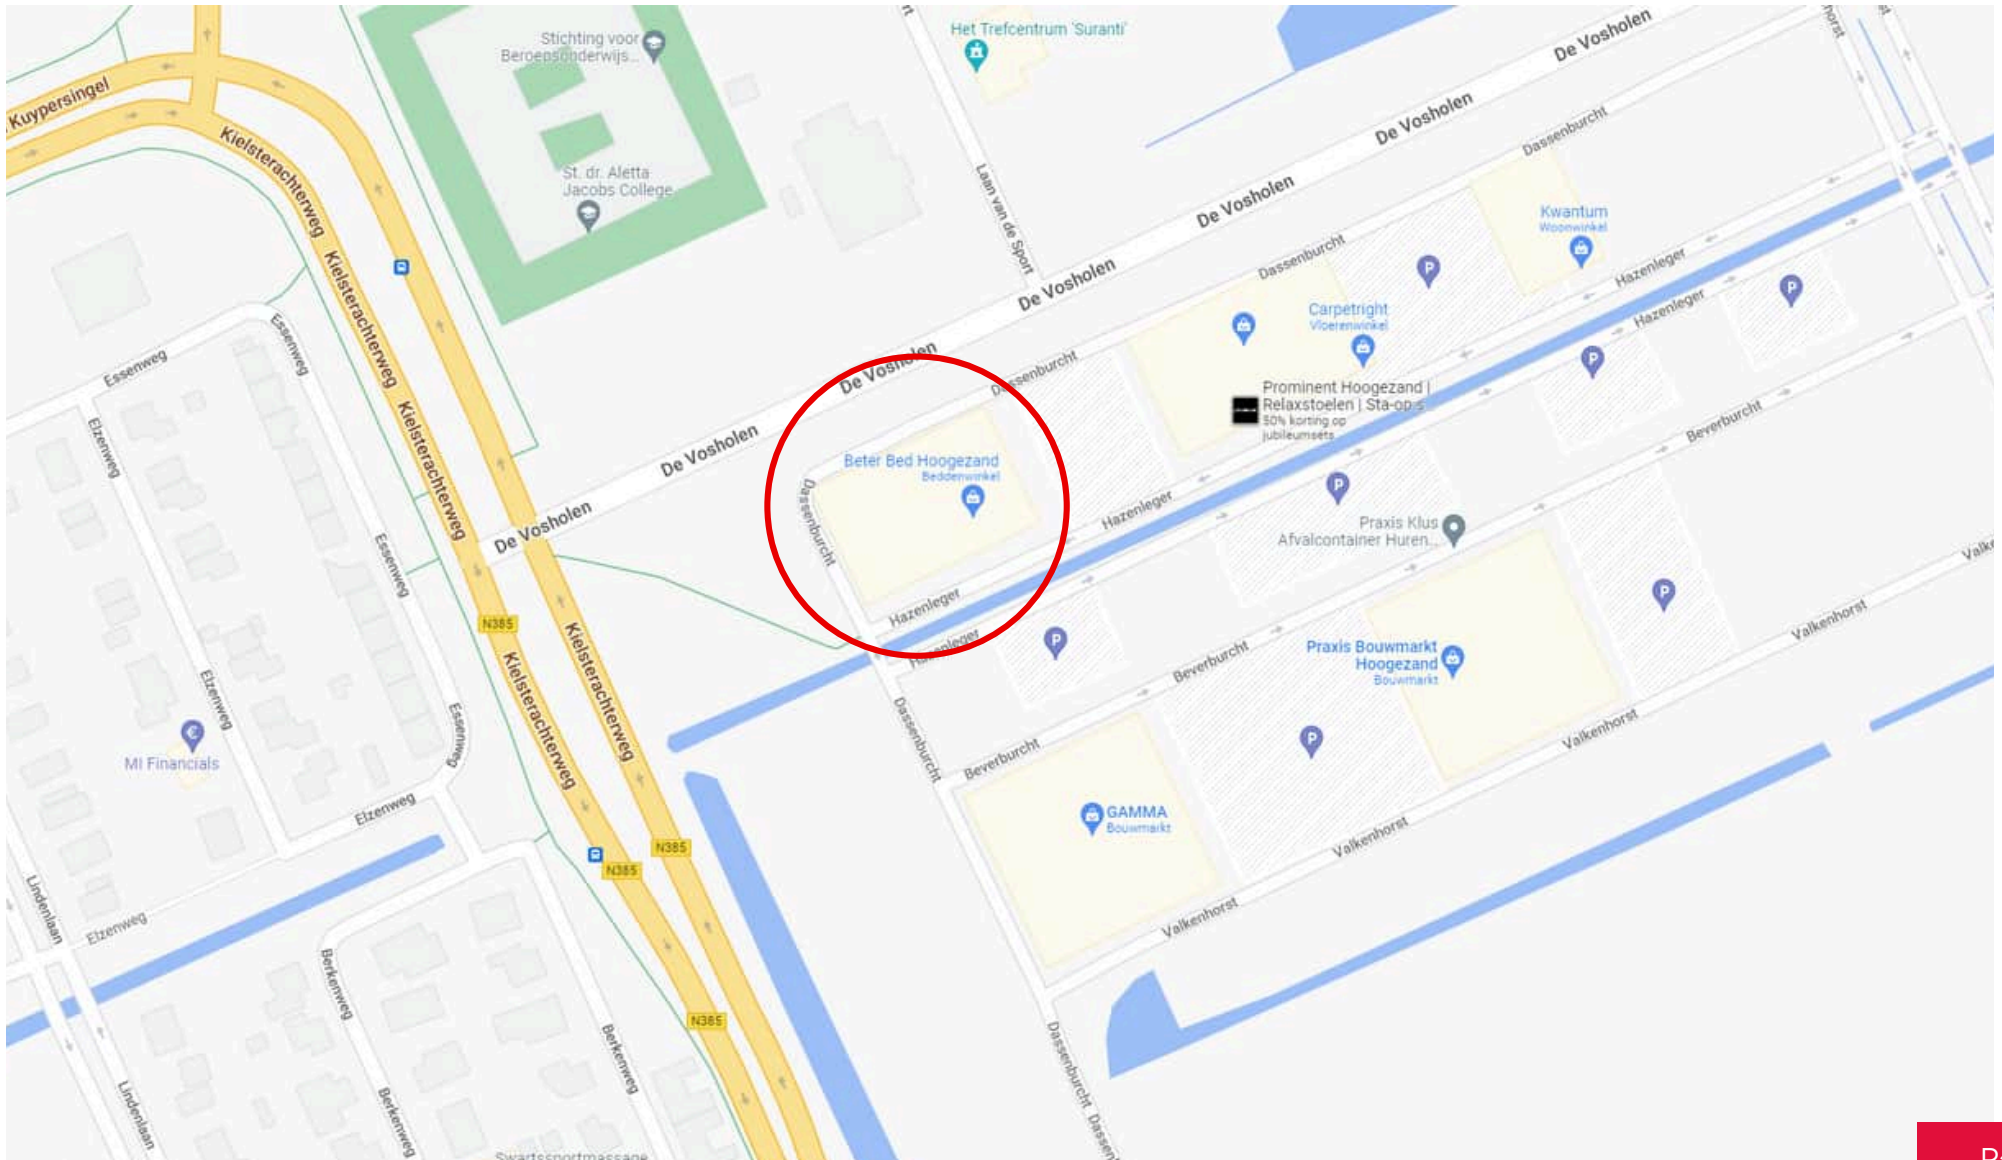 Het Trefcentrum 'Suranti'
De Vosholen
Stichting voor
Beroepsonderwijs...
Kuypersingel
De Vosholen
Dassenburcht
Kielsterachterweg
St. dr. Aletta
Jacobs College
Laan van de Sport
De Vosholen
Kwantum
Woonwinkel
Dassenburcht
Hazenleger
Kielsterachterweg
De Vosholen
P
P
Carpetright
Vloerenwinkel
Hazenleger
Essenweg
Essenweg
De Vosholen
Dassenburcht
P
Prominent Hoogezand |
Relaxstoelen | Sta-op s
50% korting op
jubileumsets
Kielsterachterweg
Elzenweg
De Vosholen
Beter Bed Hoogezand
Beddenwinkel
Beverburcht
P
Hazenleger
Dassenburcht
Praxis Klus
Afvalcontainer Huren...
De Vosholen
Essenweg
Hazenleger
P
N385
Valkenhorst
Hazenleger
P
Praxis Bouwmarkt
Hoogezand
Bouwmarkt
Beverburcht
Kielsterachterweg
Kielsterachterweg
Elzenweg
Essenweg
Dassenburcht
Valkenhorst
P
Beverburcht
€
MI Financials
Elzenweg
GAMMA
Bouwmarkt
Valkenhorst
N385
N385
Lindenlaan
Elzenweg
Valkenhorst
Berkenweg
N385
Berkenweg
Dassenburcht
Lindenlaan
Berkenweg
Swartssportmassage